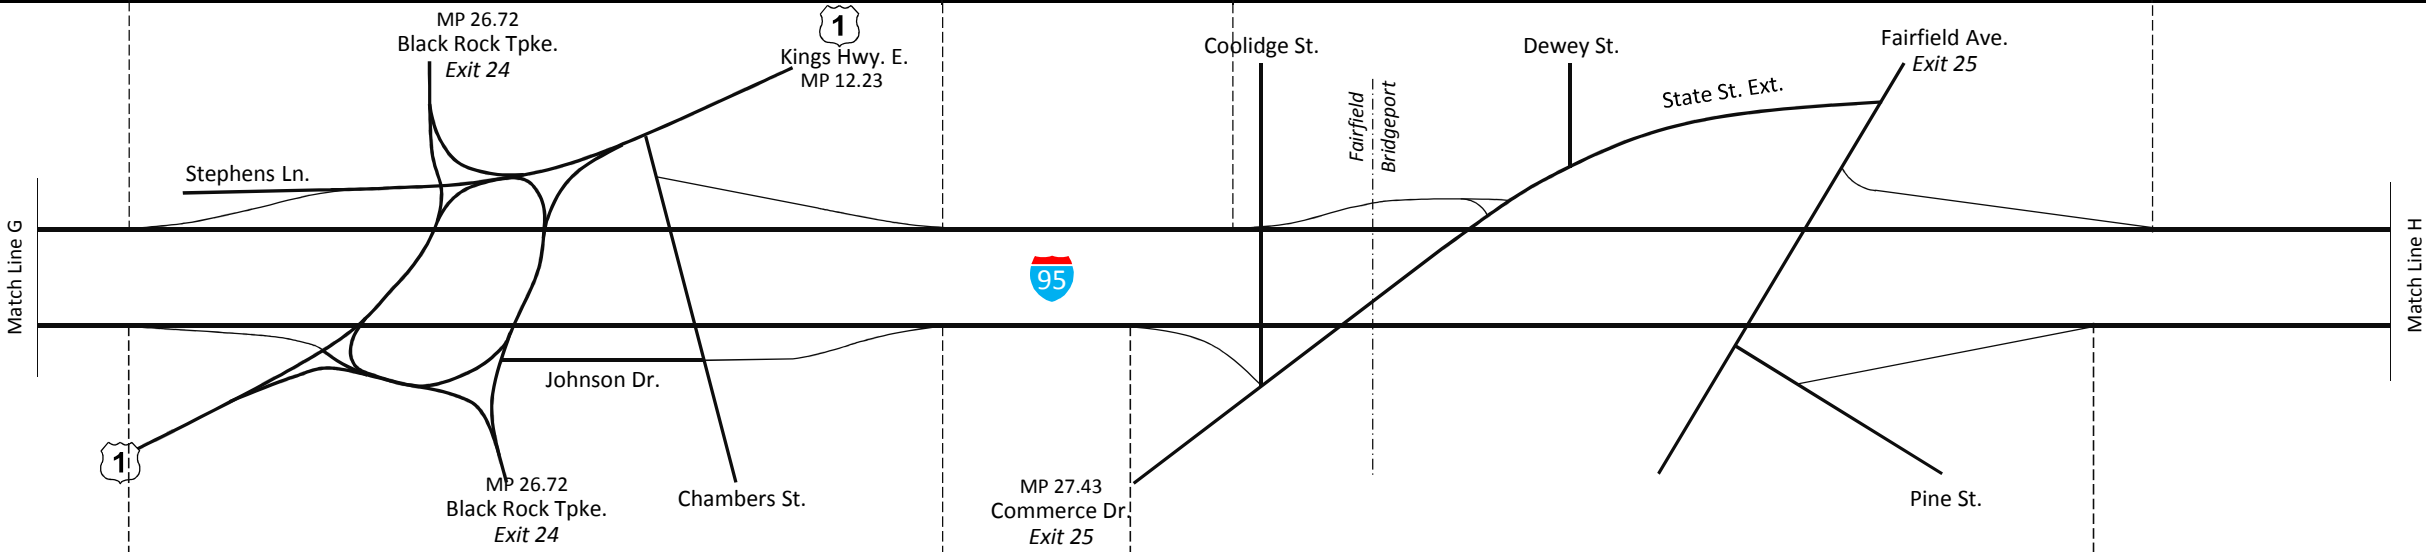 MP 26.72
Black Rock Tpke.
Exit 24
1
Kings Hwy. E.
MP 12.23
Coolidge St.
Dewey St.
Fairfield Ave.
Exit 25
State St. Ext.
Fairfield
Bridgeport
Stephens Ln.
Match Line G
95
Match Line H
Johnson Dr.
1
MP 26.72
Black Rock Tpke.
Exit 24
Chambers St.
MP 27.43
Commerce Dr.
Exit 25
Pine St.